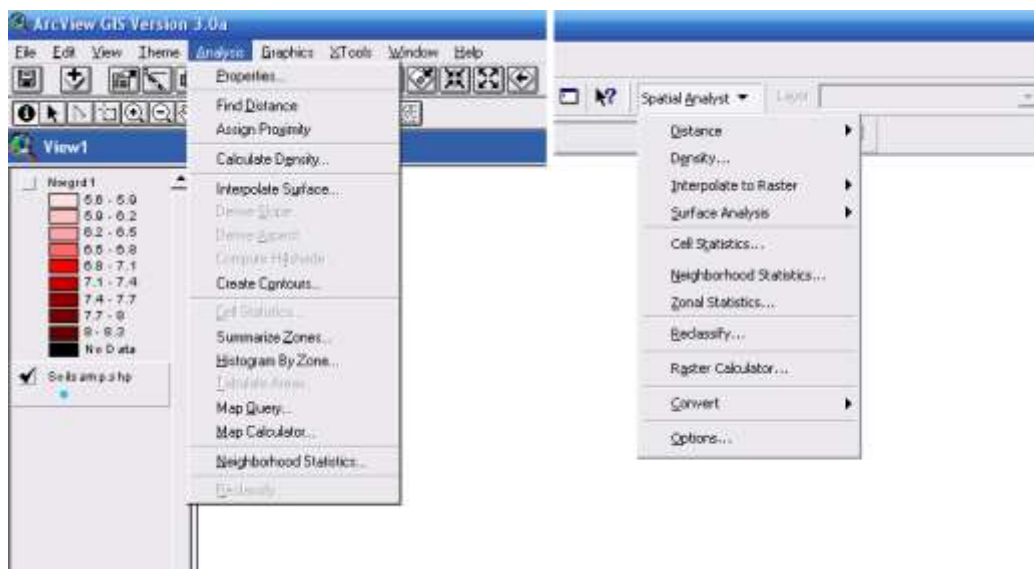 ArcView GIS Version 3.0a
File Edit View Theme Analysis Graphics XTools Window Help
Properties...
Find Distance
Assign Proximity
Calculate Density...
Interpolate Surface...
Derive Slope
Derive Aspect
Compute Hillshade
Create Contours...
Cell Statistics...
Summarize Zones...
Histogram By Zone...
Tabulate Areas...
Map Query...
Map Calculator...
Neighborhood Statistics...
Reclassify...
View1
5.6 - 5.9
5.9 - 6.2
6.2 - 6.5
6.5 - 6.8
6.8 - 7.1
7.1 - 7.4
7.4 - 7.7
7.7 - 8
8 - 8.3
No Data
Soilsamp.shp
Spatial Analyst
Layer
Distance
Density...
Interpolate to Raster
Surface Analysis
Cell Statistics...
Neighborhood Statistics...
Zonal Statistics...
Reclassify...
Raster Calculator...
Convert
Options...